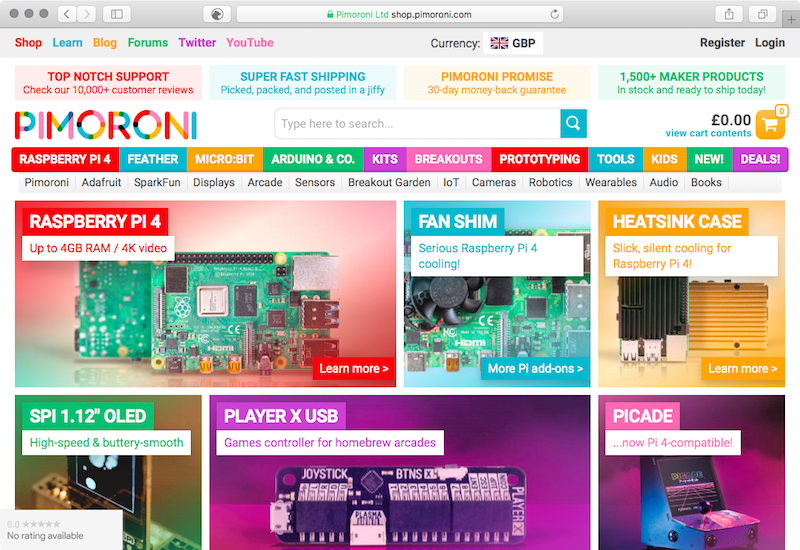 Pimoroni Ltd shop.pimoroni.com
Shop Learn Blog Forums Twitter YouTube
Currency: GBP
Register Login
TOP NOTCH SUPPORT
Check our 10,000+ customer reviews
SUPER FAST SHIPPING
Picked, packed, and posted in a jiffy
PIMORONI PROMISE
30-day money-back guarantee
1,500+ MAKER PRODUCTS
In stock and ready to ship today!
PIMORONI
Type here to search...
£0.00
view cart contents
0
RASPBERRY PI 4 FEATHER MICRO:BIT ARDUINO & CO. KITS BREAKOUTS PROTOTYPING TOOLS KIDS NEW! DEALS!
Pimoroni Adafruit SparkFun Displays Arcade Sensors Breakout Garden IoT Cameras Robotics Wearables Audio Books
RASPBERRY PI 4
Up to 4GB RAM / 4K video
HDMI
Learn more >
FAN SHIM
Serious Raspberry Pi 4
cooling!
HDMI
More Pi add-ons >
HEATSINK CASE
Slick, silent cooling for
Raspberry Pi 4!
Learn more >
SPI 1.12" OLED
High-speed & buttery-smooth
PLAYER X USB
Games controller for homebrew arcades
JOYSTICK
BTNS
PLASMA
PLAYER X
PICADE
...now Pi 4-compatible!
PICADE
0.0 ★★★★★
No rating available